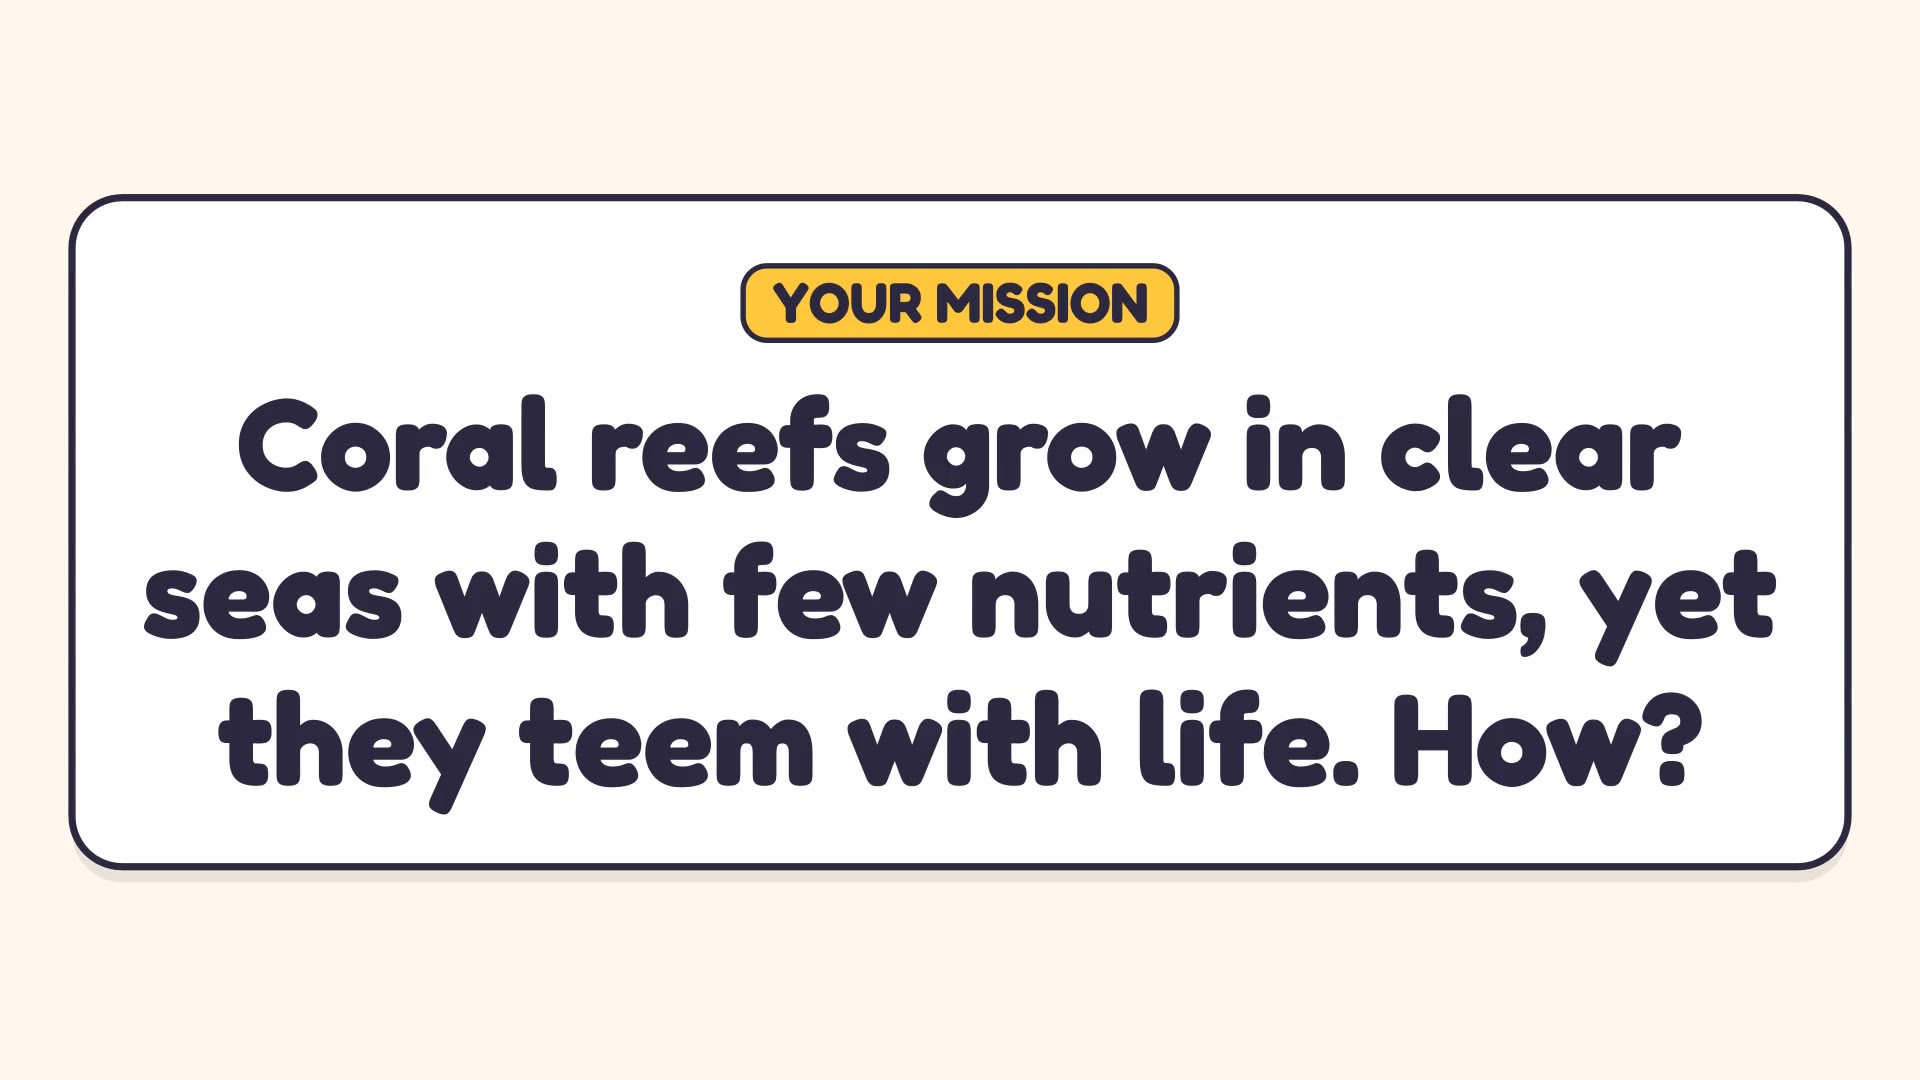 YOUR MISSION
Coral reefs grow in clear
seas with few nutrients, yet
they teem with life. How?